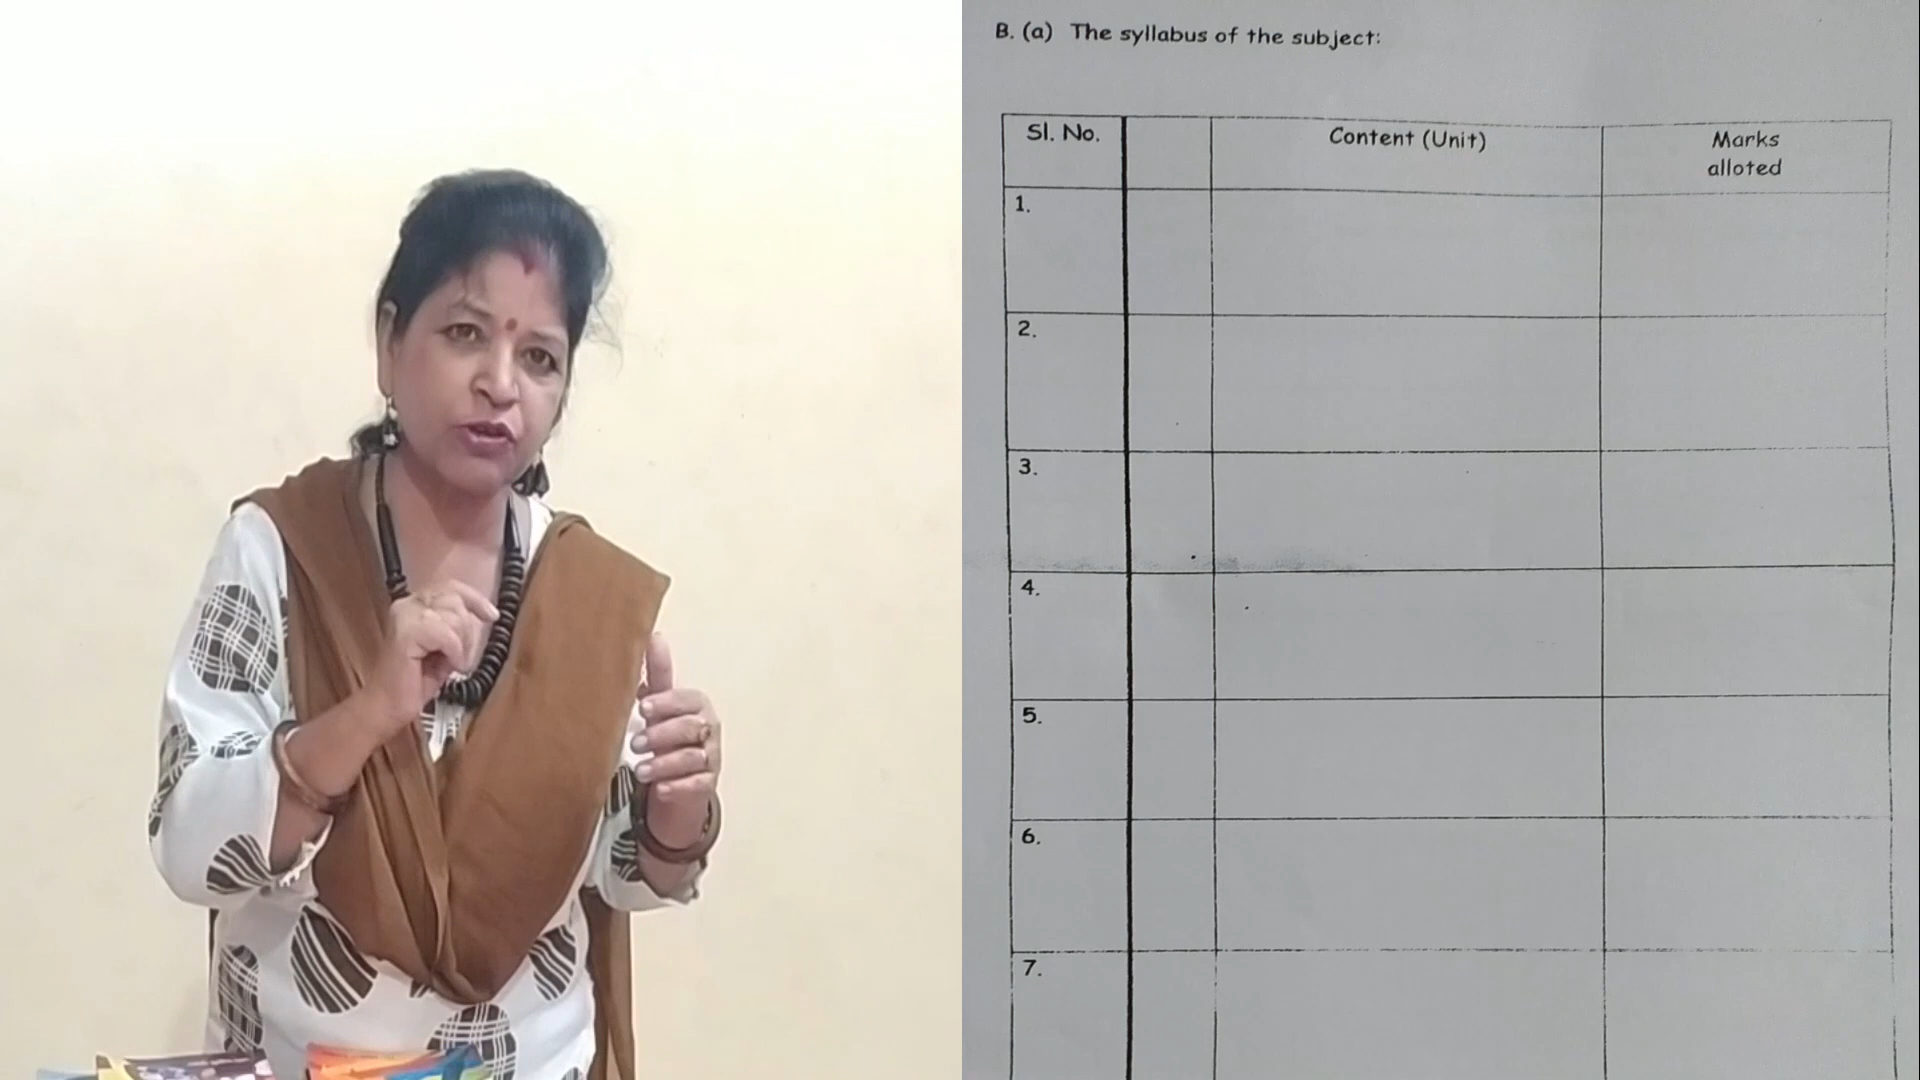 B. (a) The syllabus of the subject:
Sl. No.
Content (Unit)
Marks
alloted
1.
2.
3.
4.
5.
6.
7.